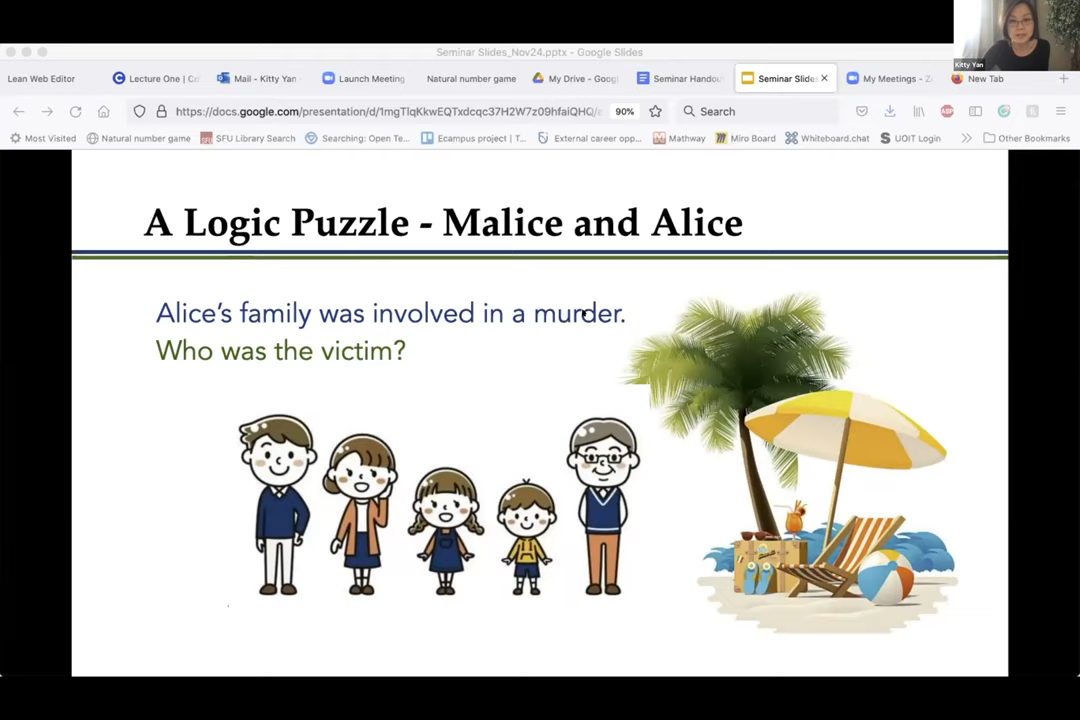 Seminar Slides_Nov24.pptx - Google Slides
Kitty Yan
Lean Web Editor
Lecture One | C
Mail - Kitty Yan
Launch Meeting
Natural number game
My Drive - Goog
Seminar Handou
Seminar Slides
My Meetings - Z
New Tab
https://docs.google.com/presentation/d/1mgTlqKkwEQTxdcqc37H2W7z09hfaiQHQ/e
90%
Search
Most Visited
Natural number game
SFU Library Search
Searching: Open Te...
Ecampus project | T...
External career opp...
Mathway
Miro Board
Whiteboard.chat
UOIT Login
Other Bookmarks
A Logic Puzzle - Malice and Alice
Alice's family was involved in a murder.
Who was the victim?